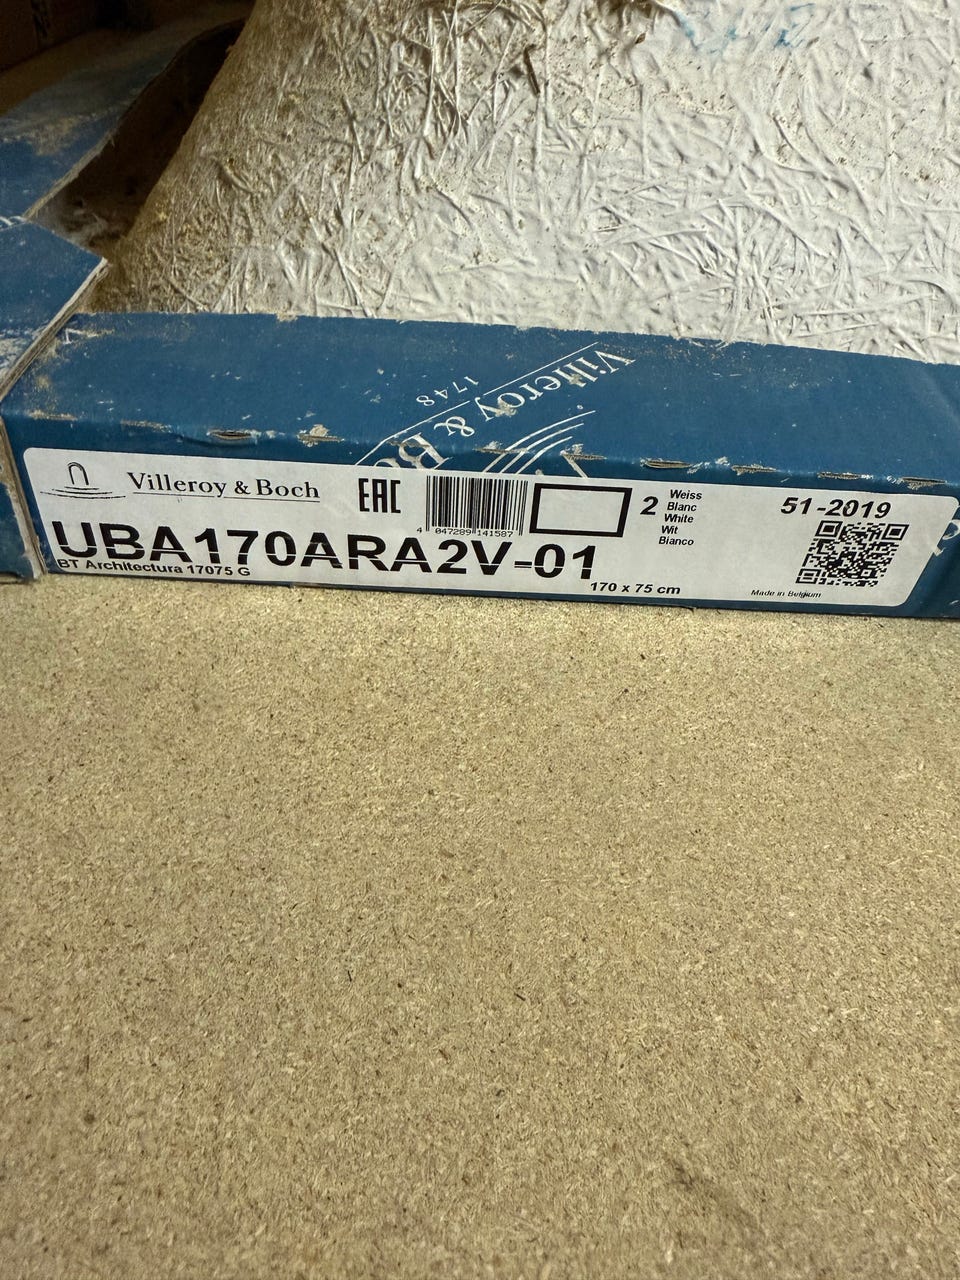 Villeroy & Bo
1748
Villeroy & Boch
EAC
4 047289 141587
2
Weiss
Blanc
White
Wit
Bianco
51-2019
UBA170ARA2V-01
BT Architectura 17075 G
170 x 75 cm
Made in Belgium